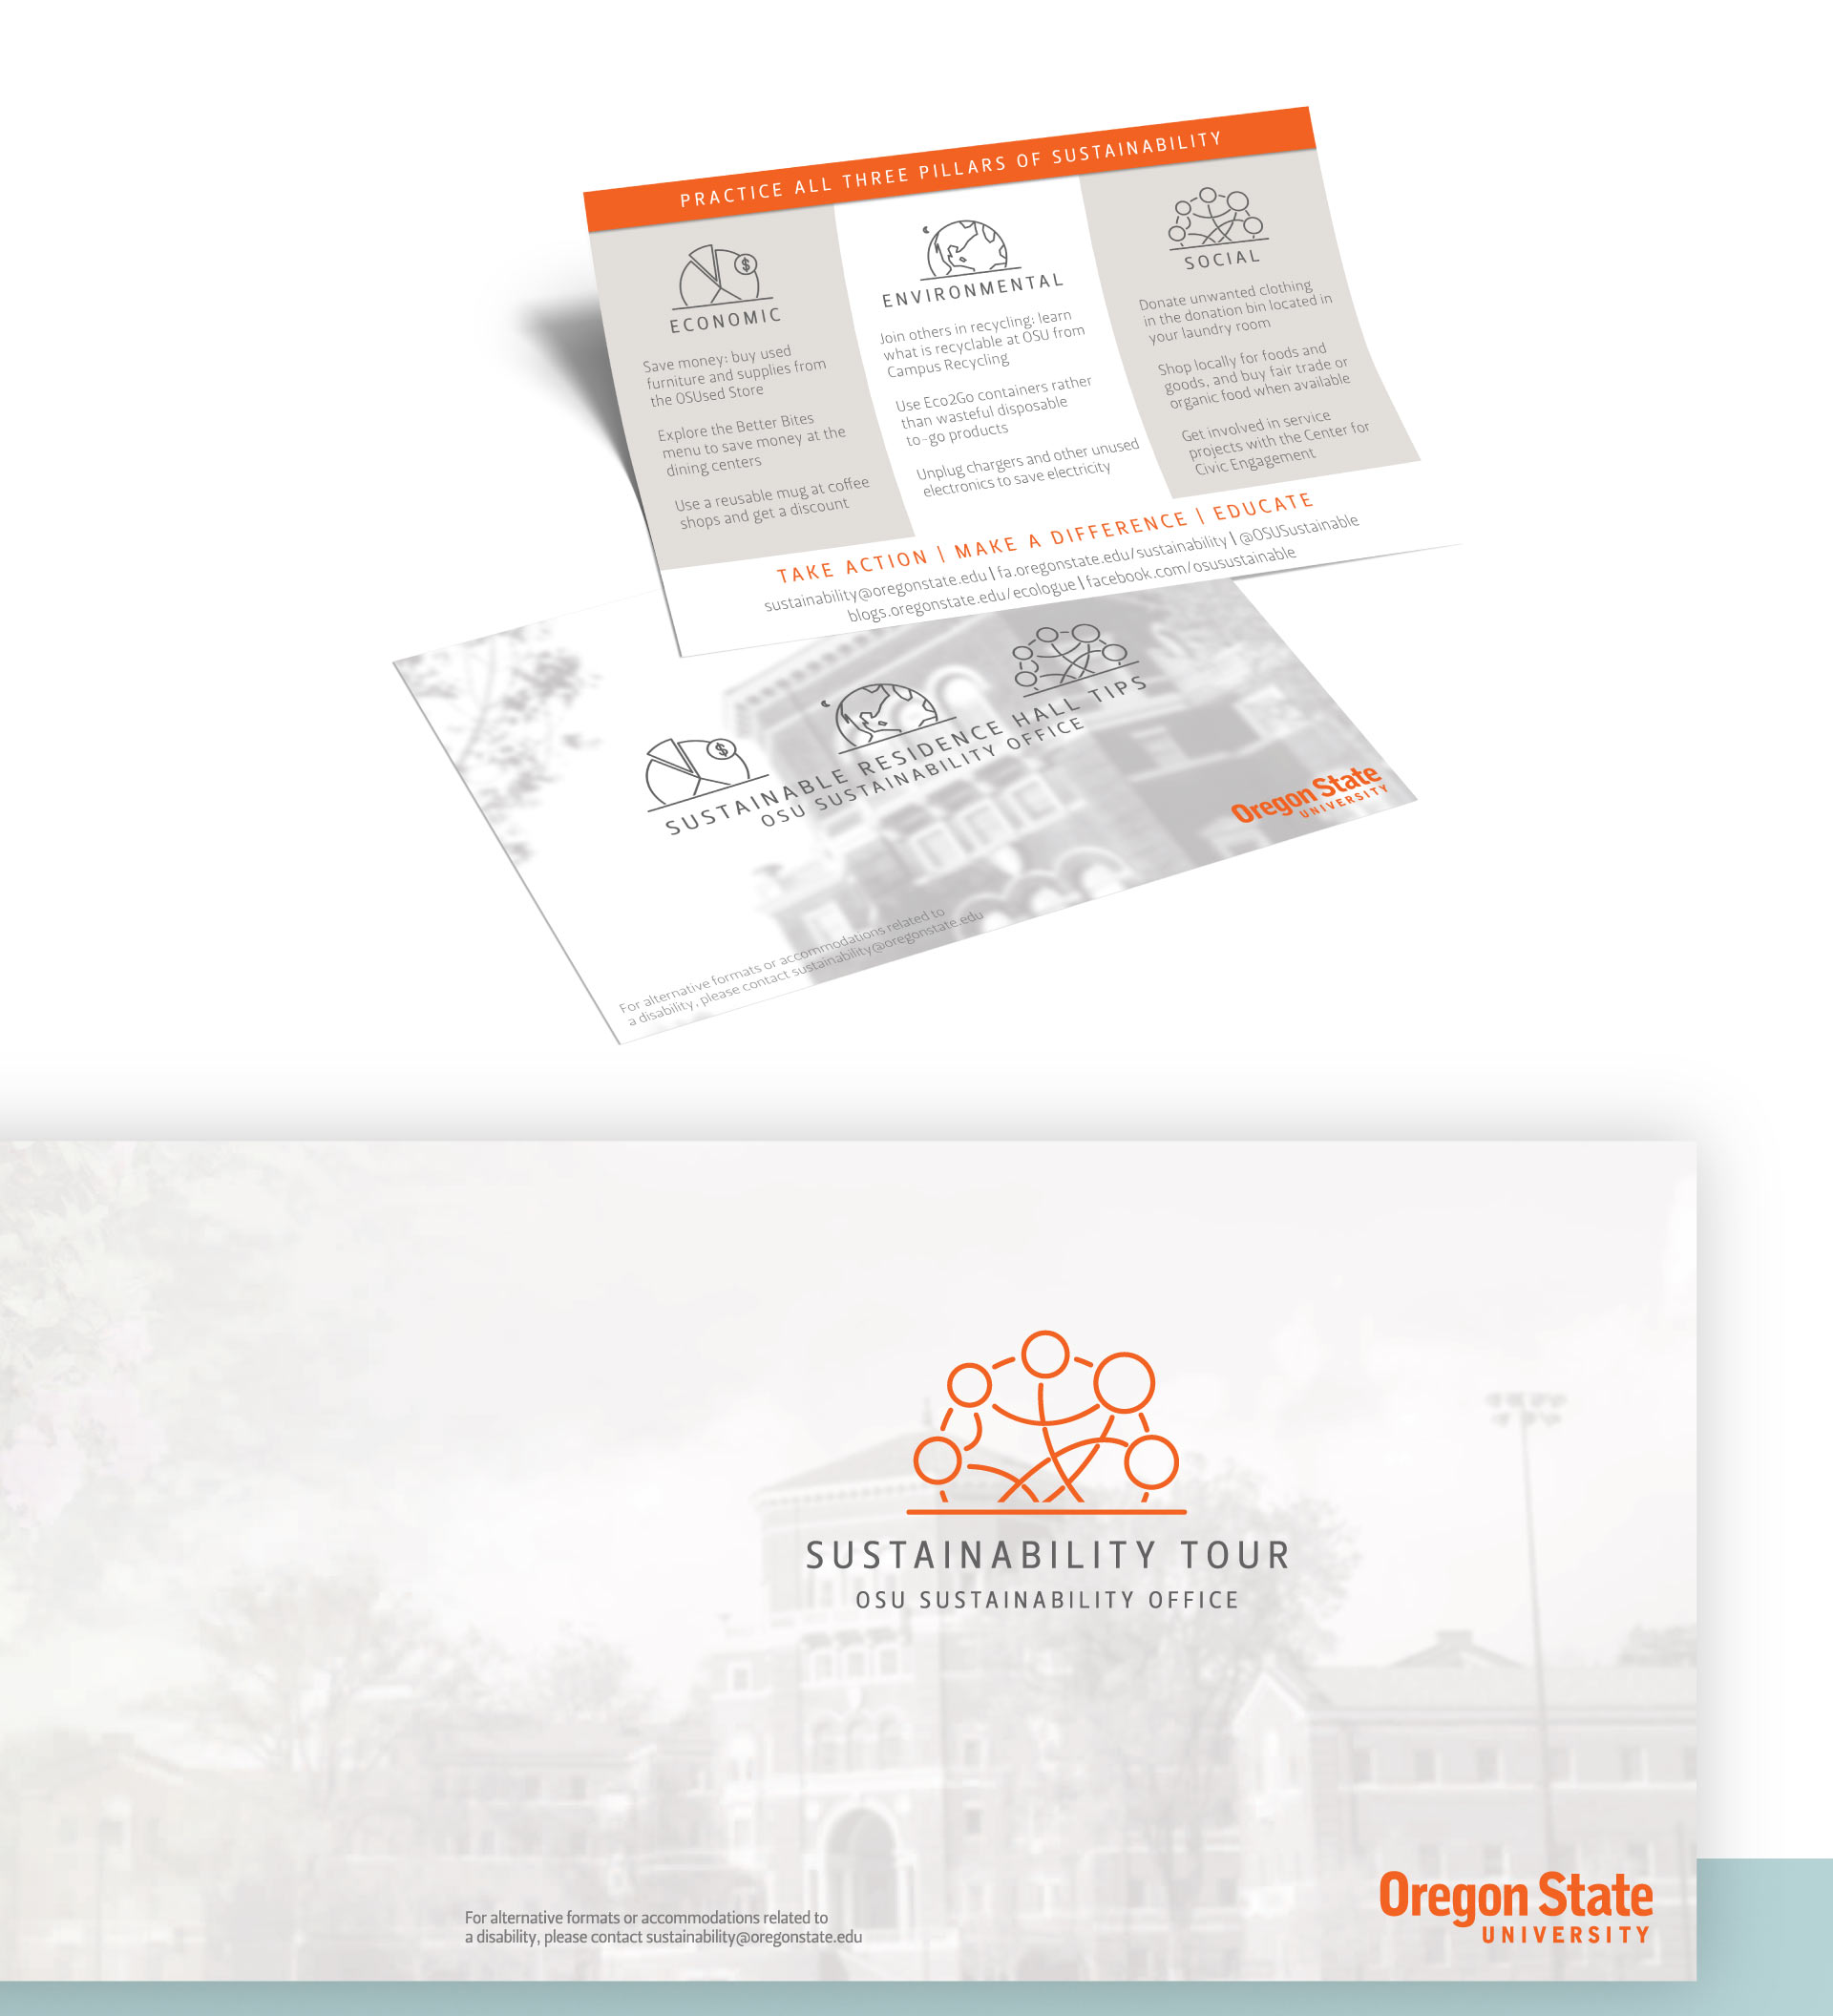 PRACTICE ALL THREE PILLARS OF SUSTAINABILITY
$
ECONOMIC
Save money: buy used
furniture and supplies from
the OSUsed Store
Explore the Better Bites
menu to save money at the
dining centers
Use a reusable mug at coffee
shops and get a discount
ENVIRONMENTAL
Join others in recycling; learn
what is recyclable at OSU from
Campus Recycling
Use Eco2Go containers rather
than wasteful disposable
to-go products
Unplug chargers and other unused
electronics to save electricity
SOCIAL
Donate unwanted clothing
in the donation bin located in
your laundry room
Shop locally for foods and
goods, and buy fair trade or
organic food when available
Get involved in service
projects with the Center for
Civic Engagement
TAKE ACTION | MAKE A DIFFERENCE | EDUCATE
sustainability@oregonstate.edu | fa.oregonstate.edu/sustainability | @OSUSustainable
blogs.oregonstate.edu/ecologue | facebook.com/osusustainable
$
SUSTAINABLE RESIDENCE HALL TIPS
OSU SUSTAINABILITY OFFICE
Oregon State
UNIVERSITY
For alternative formats or accommodations related to
a disability, please contact sustainability@oregonstate.edu
SUSTAINABILITY TOUR
OSU SUSTAINABILITY OFFICE
For alternative formats or accommodations related to
a disability, please contact sustainability@oregonstate.edu
Oregon State
UNIVERSITY